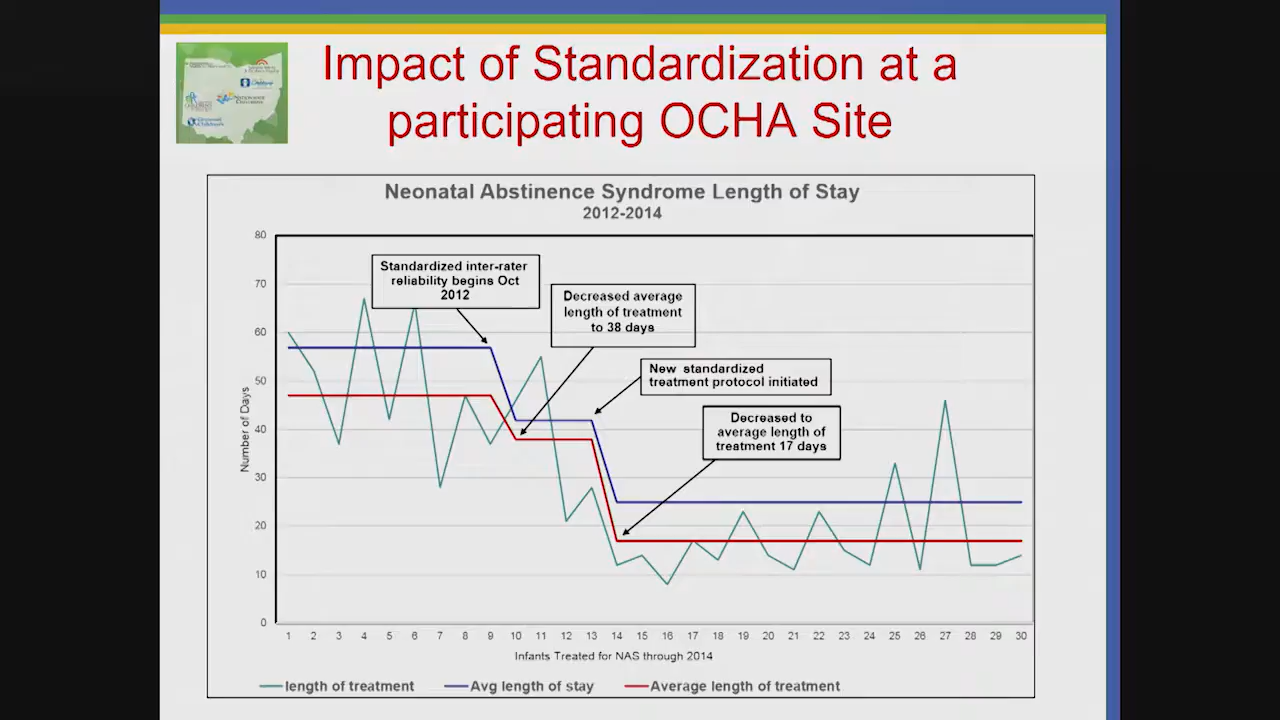 Impact of Standardization at a
participating OCHA Site
Neonatal Abstinence Syndrome Length of Stay
2012-2014
80
70
60
50
40
30
20
10
0
Number of Days
Standardized inter-rater
reliability begins Oct
2012
Decreased average
length of treatment
to 38 days
New standardized
treatment protocol initiated
Decreased to
average length of
treatment 17 days
1 2 3 4 5 6 7 8 9 10 11 12 13 14 15 16 17 18 19 20 21 22 23 24 25 26 27 28 29 30
Infants Treated for NAS through 2014
length of treatment Avg length of stay Average length of treatment